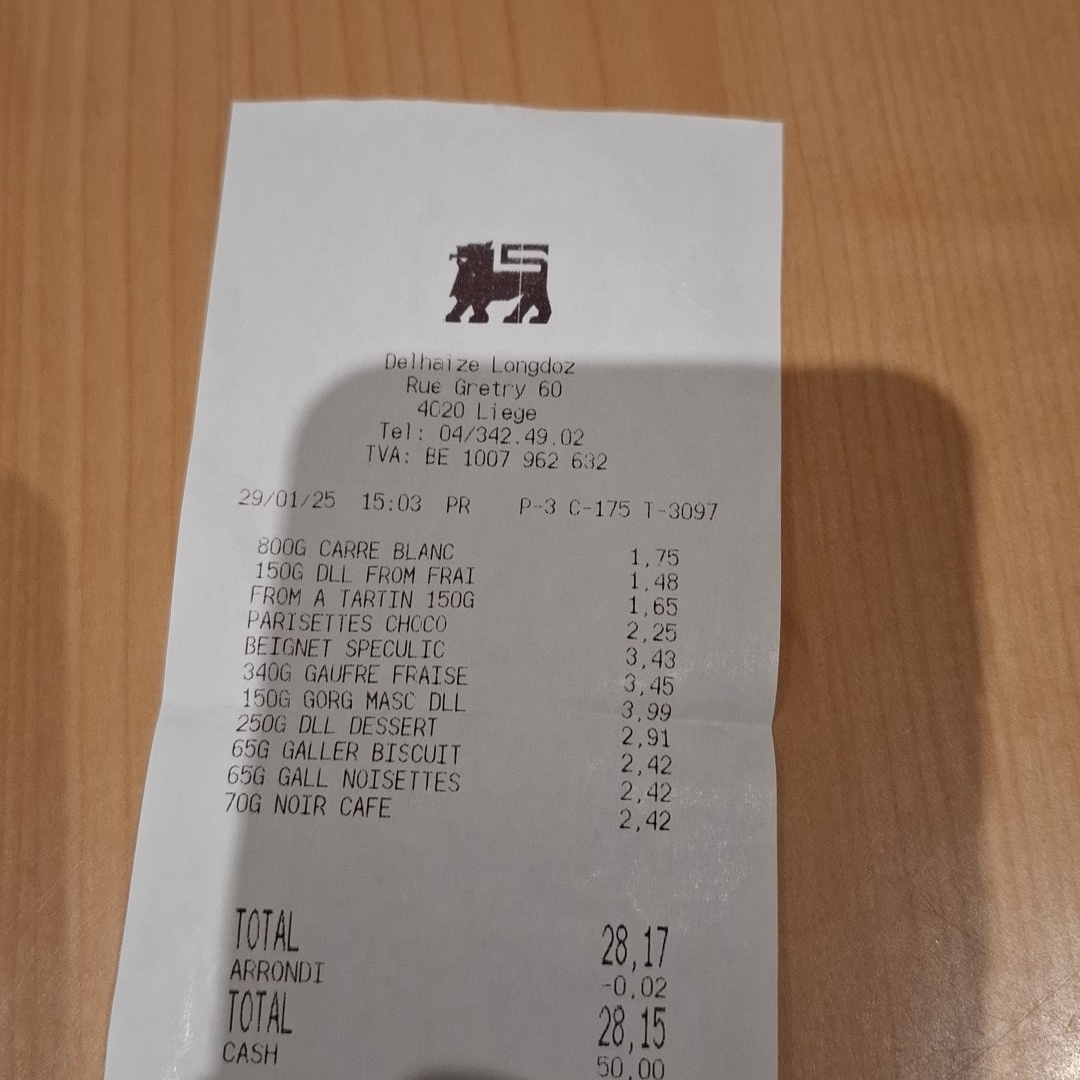 Delhaize Longdoz
Rue Gretry 60
4020 Liege
Tel: 04/342.49.02
TVA: BE 1007 962 632
29/01/25 15:03 PR P-3 C-175 T-3097
800G CARRE BLANC 1,75
150G DLL FROM FRAI 1,48
FROM A TARTIN 150G 1,65
PARISETTES CHOCO 2,25
BEIGNET SPECULIC 3,43
340G GAUFRE FRAISE 3,45
150G GORG MASC DLL 3,99
250G DLL DESSERT 2,91
65G GALLER BISCUIT 2,42
65G GALL NOISETTES 2,42
70G NOIR CAFE 2,42
TOTAL 28,17
ARRONDI -0,02
TOTAL 28,15
CASH 50,00